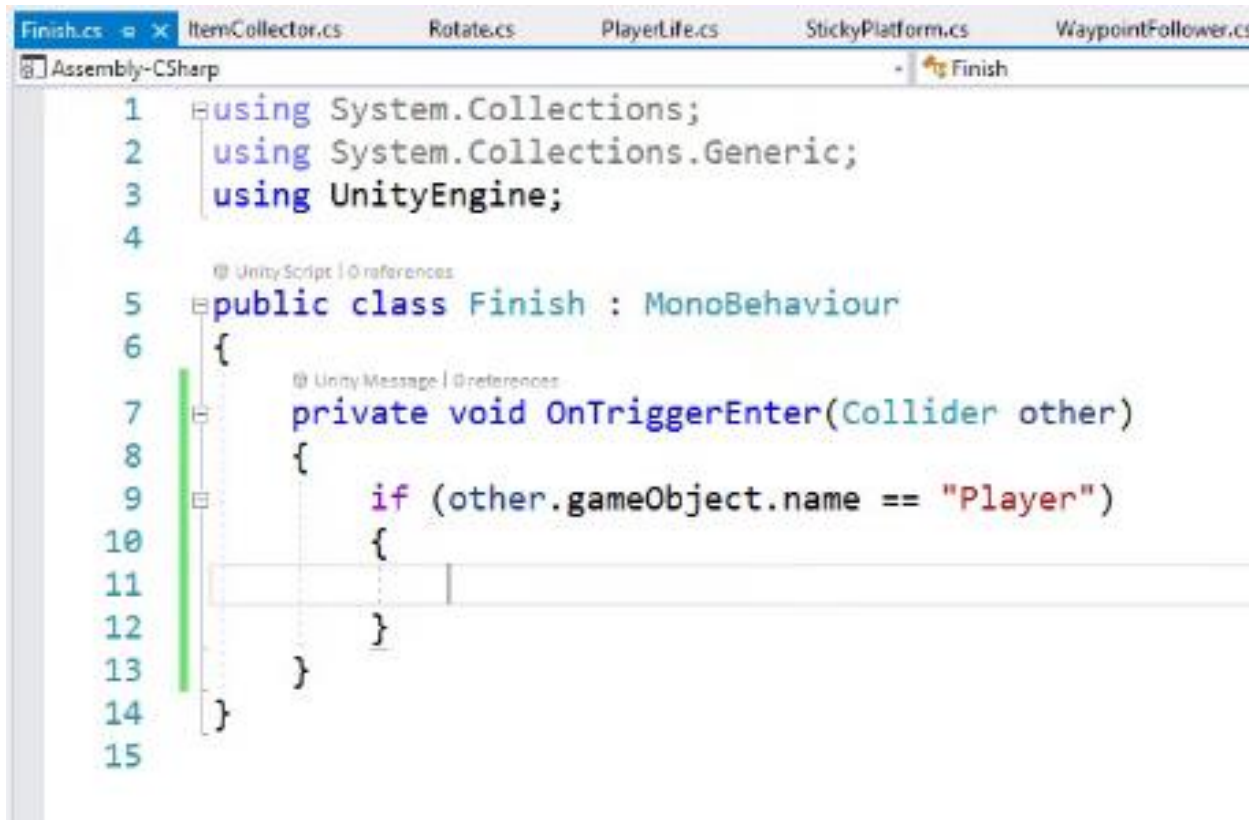 Finish.cs ItemCollector.cs Rotate.cs PlayerLife.cs StickyPlatform.cs WaypointFollower.cs
Assembly-CSharp Finish
1 using System.Collections;
2 using System.Collections.Generic;
3 using UnityEngine;
4
Unity Script | 0 references
5 public class Finish : MonoBehaviour
6 {
Unity Message | 0 references
7 private void OnTriggerEnter(Collider other)
8 {
9 if (other.gameObject.name == "Player")
10 {
11
12 }
13 }
14 }
15